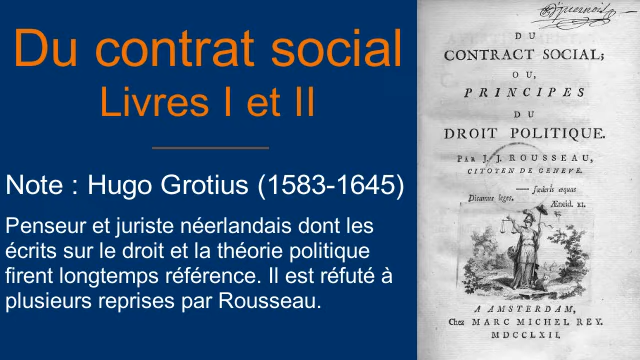 Du contrat social
Livres I et II
Note : Hugo Grotius (1583-1645)
Penseur et juriste néerlandais dont les
écrits sur le droit et la théorie politique
firent longtemps référence. Il est réfuté à
plusieurs reprises par Rousseau.
DU
CONTRACT SOCIAL;
OU,
PRINCIPES
DU
DROIT POLITIQUE.
PAR J. J. ROUSSEAU,
CITOYEN DE GENEVE.
— fœderis æquas
Dicamus leges. Æneid. XI.
A AMSTERDAM,
Chez MARC MICHEL REY.
MDCCLXII.